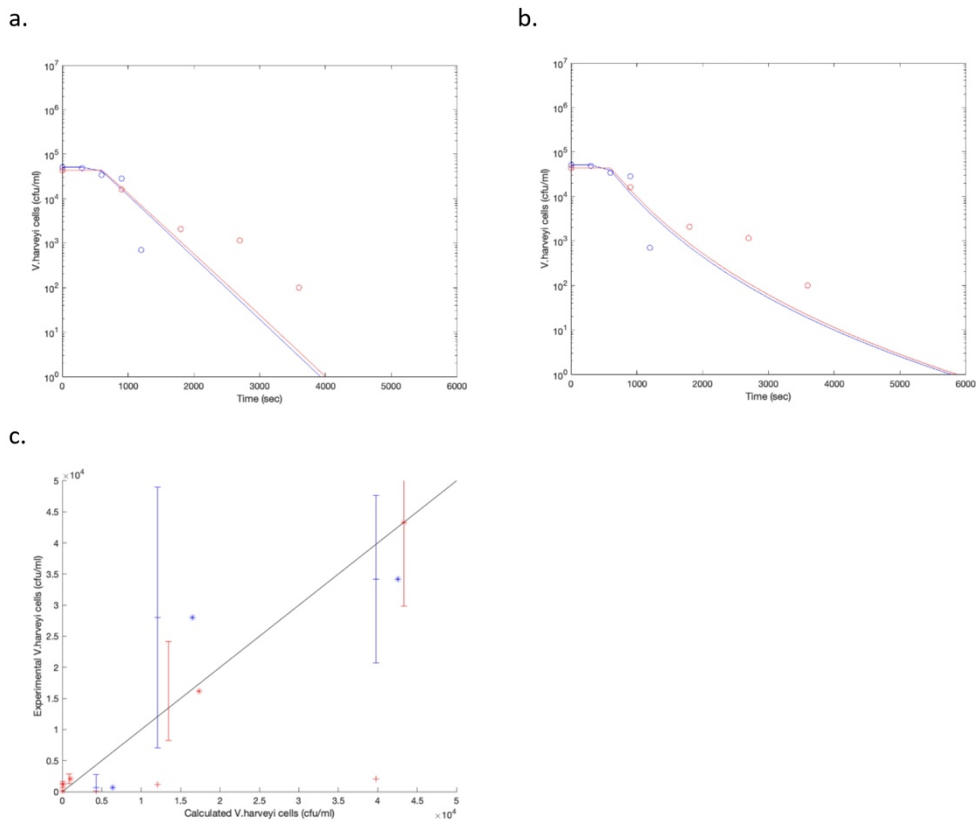 a.
10^7
10^6
10^5
10^4
10^3
10^2
10^1
10^0
V.harveyi cells (cfu/ml)
0 1000 2000 3000 4000 5000 6000
Time (sec)
b.
10^7
10^6
10^5
10^4
10^3
10^2
10^1
10^0
V.harveyi cells (cfu/ml)
0 1000 2000 3000 4000 5000 6000
Time (sec)
c.
×10^4
5
4.5
4
3.5
3
2.5
2
1.5
1
0.5
0
Experimental V.harveyi cells (cfu/ml)
0 0.5 1 1.5 2 2.5 3 3.5 4 4.5 5
Calculated V.harveyi cells (cfu/ml)
×10^4